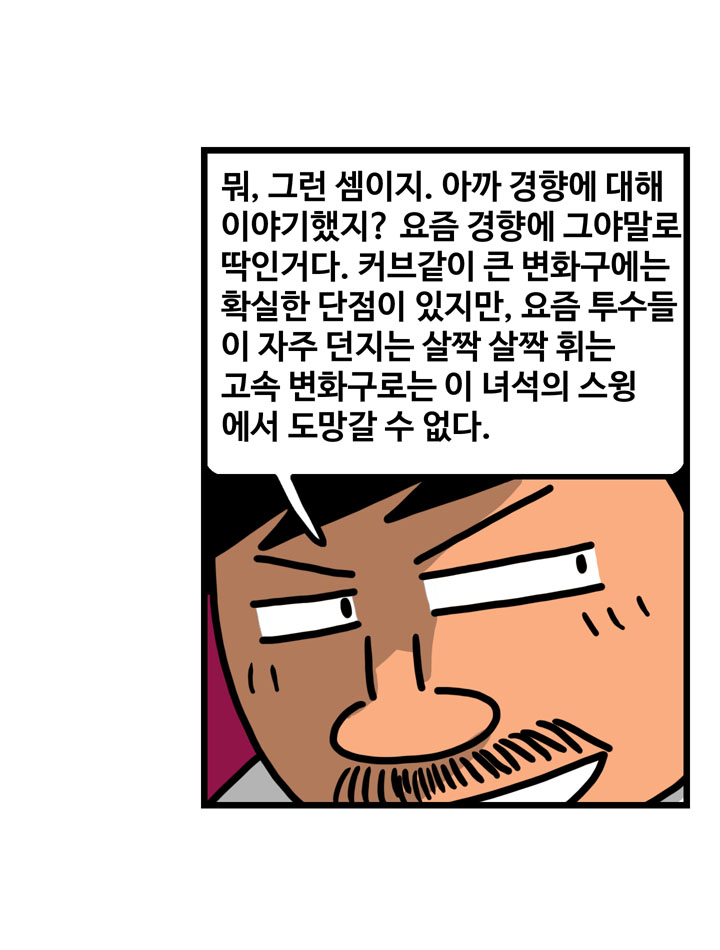 뭐, 그런 셈이지. 아까 경향에 대해
이야기했지? 요즘 경향에 그야말로
딱인거다. 커브같이 큰 변화구에는
확실한 단점이 있지만, 요즘 투수들
이 자주 던지는 살짝 살짝 휘는
고속 변화구로는 이 녀석의 스윙
에서 도망갈 수 없다.